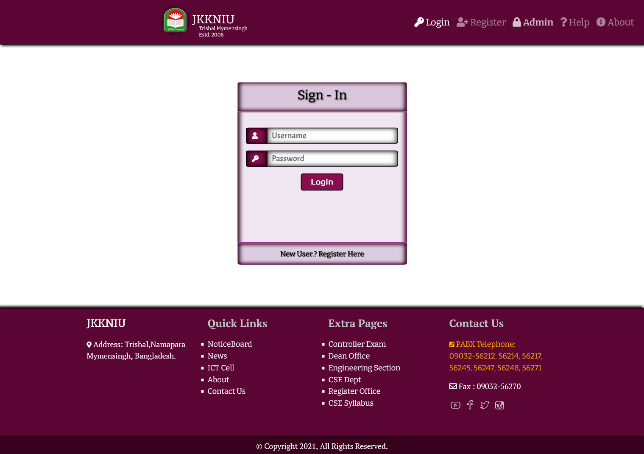 JKKNIU
Trishal Mymensingh
Estd. 2006
Login
Register
Admin
Help
About
Sign - In
Username
Password
Login
New User? Register Here
JKKNIU
Address: Trishal,Namapara
Mymensingh, Bangladesh.
Quick Links
NoticeBoard
News
ICT Cell
About
Contact Us
Extra Pages
Controller Exam
Dean Office
Engineering Section
CSE Dept
Register Office
CSE Syllabus
Contact Us
PABX Telephone:
09032-56212, 56214, 56217,
56245, 56247, 56248, 56271
Fax : 09032-56270
© Copyright 2021, All Rights Reserved.